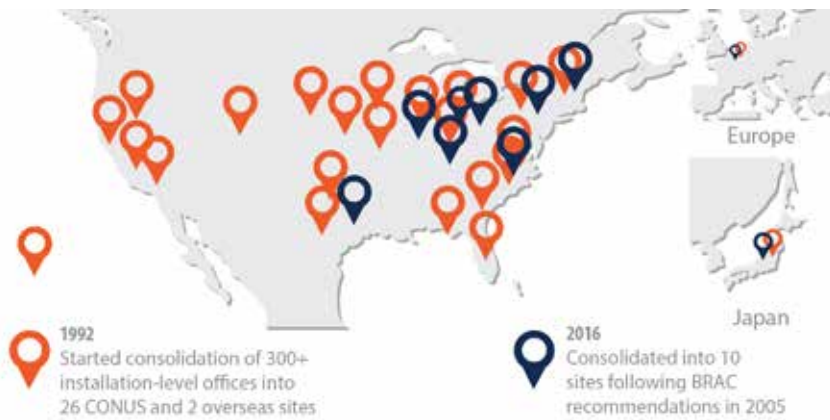 Europe
Japan
1992
Started consolidation of 300+
installation-level offices into
26 CONUS and 2 overseas sites
2016
Consolidated into 10
sites following BRAC
recommendations in 2005